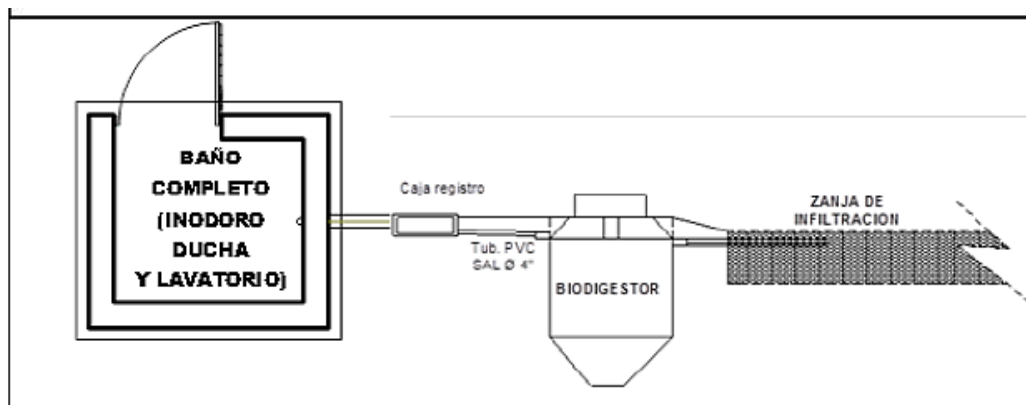 BAÑO
COMPLETO
(INODORO
DUCHA
Y LAVATORIO)
Caja registro
Tub. PVC
SAL Ø 4"
BIODIGESTOR
ZANJA DE
INFILTRACION